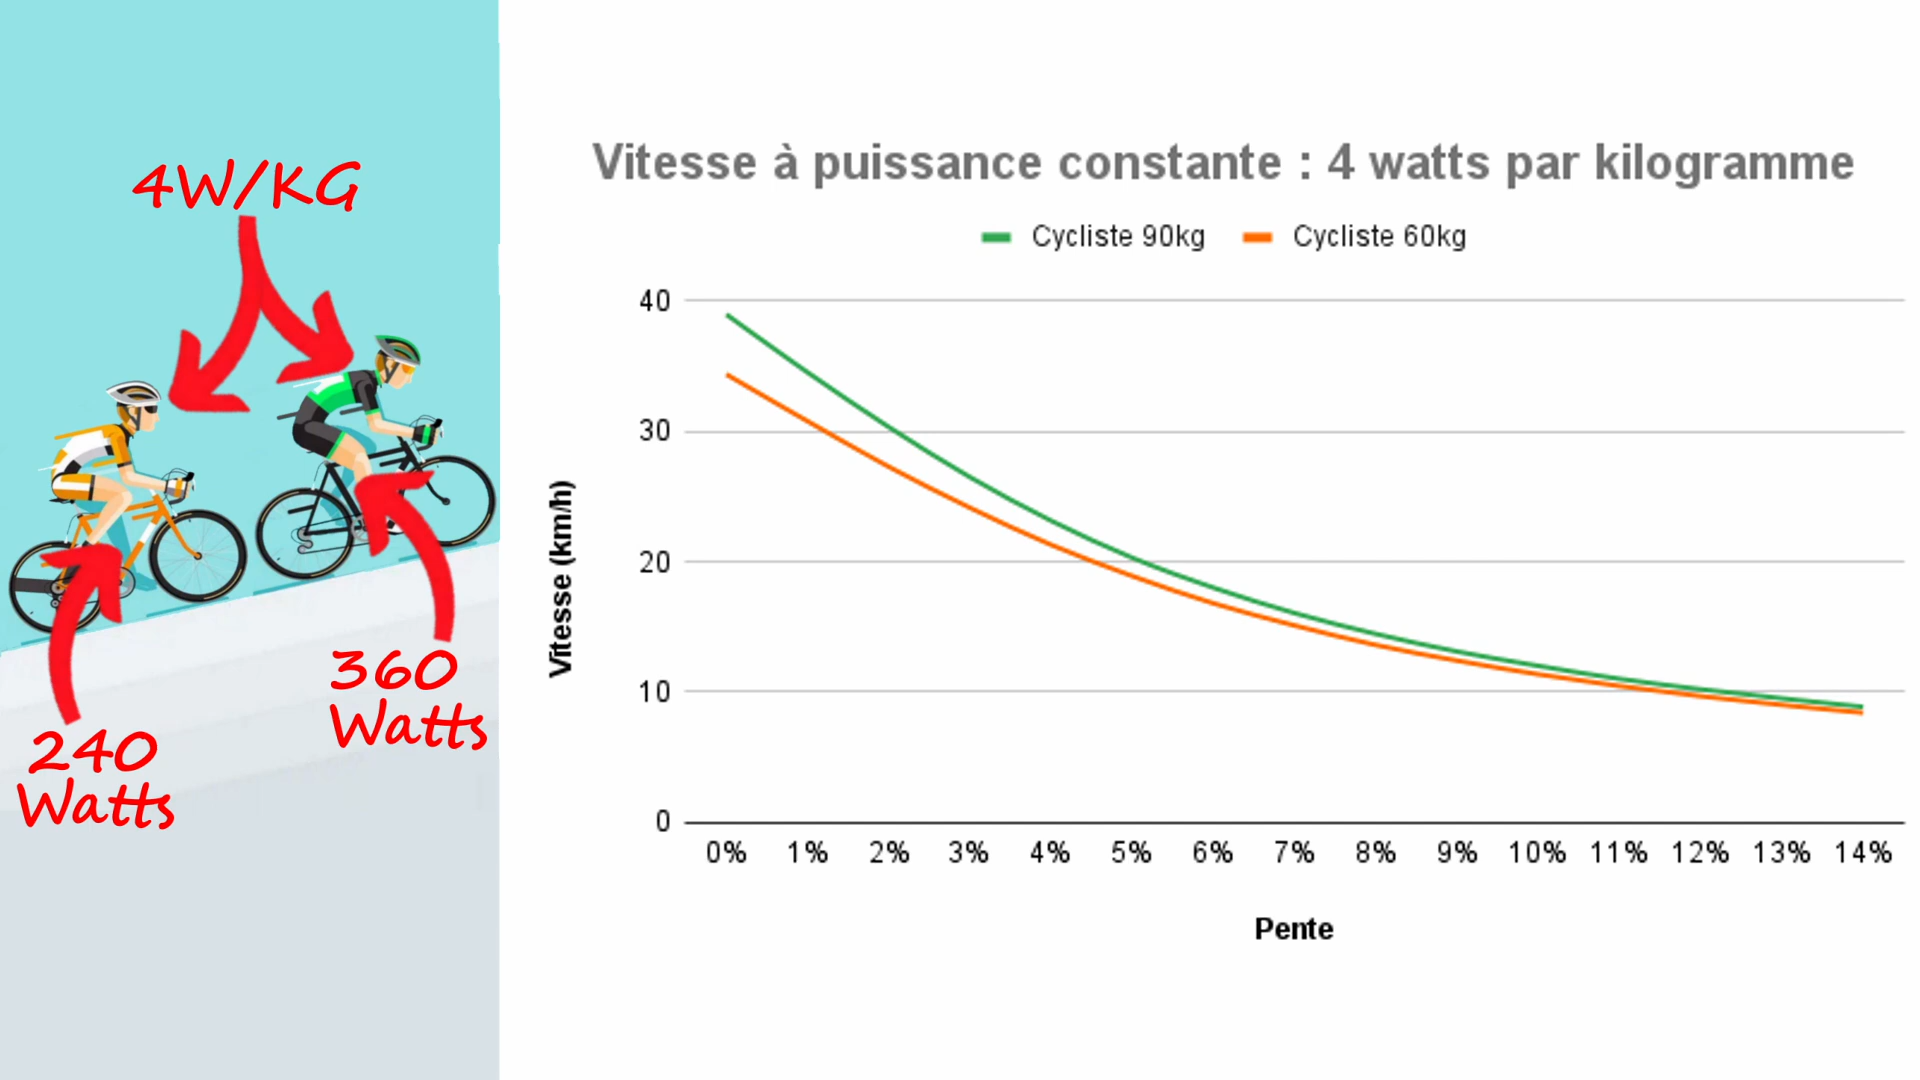 4W/KG
240
Watts
360
Watts
Vitesse à puissance constante : 4 watts par kilogramme
Cycliste 90kg Cycliste 60kg
Vitesse (km/h)
40
30
20
10
0
0% 1% 2% 3% 4% 5% 6% 7% 8% 9% 10% 11% 12% 13% 14%
Pente